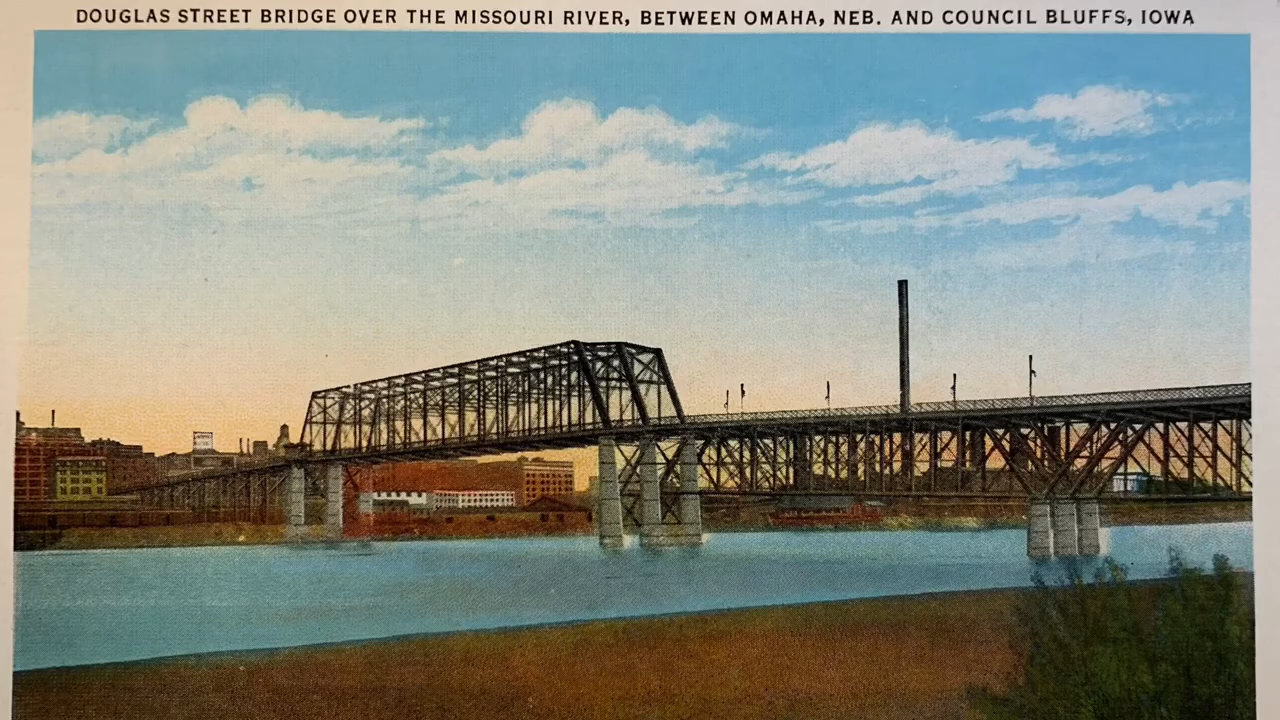 DOUGLAS STREET BRIDGE OVER THE MISSOURI RIVER, BETWEEN OMAHA, NEB. AND COUNCIL BLUFFS, IOWA